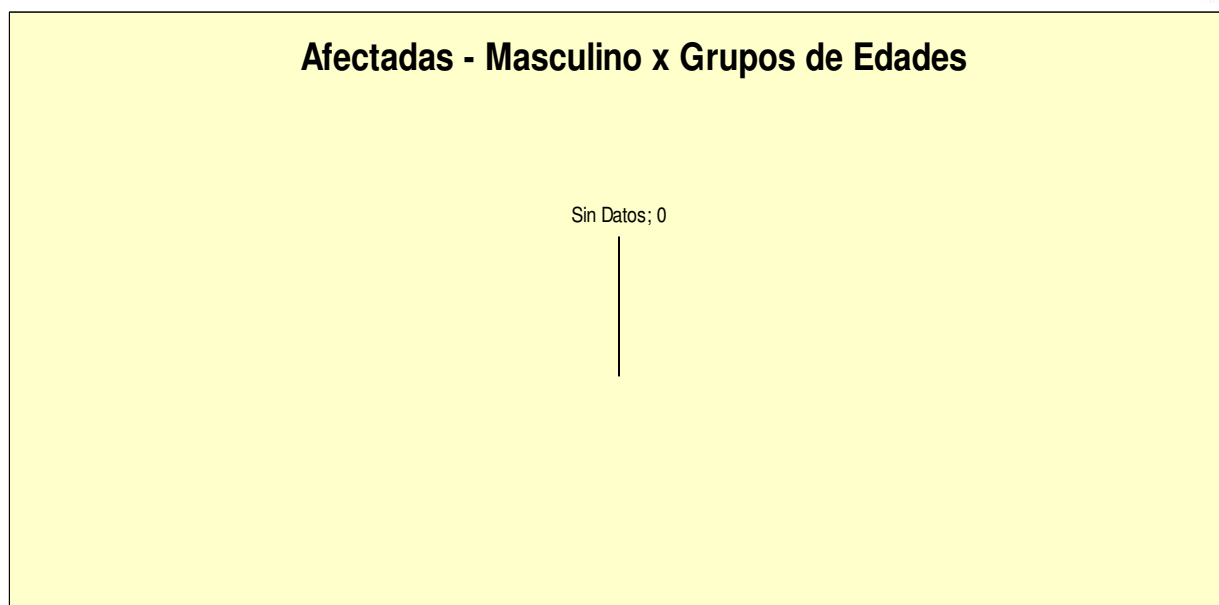 Afectadas - Masculino x Grupos de Edades
Sin Datos; 0